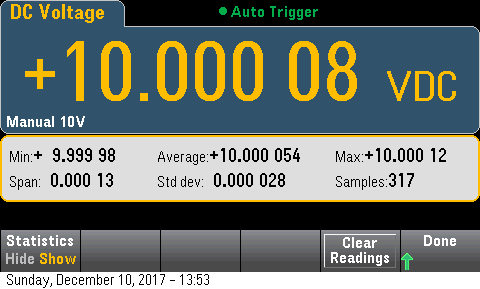 DC Voltage
Auto Trigger
+10.000 08 VDC
Manual 10V
Min:+ 9.999 98 Average:+10.000 054 Max:+10.000 12
Span: 0.000 13 Std dev: 0.000 028 Samples:317
Statistics
Hide Show
Clear
Readings
Done
Sunday, December 10, 2017 – 13:53